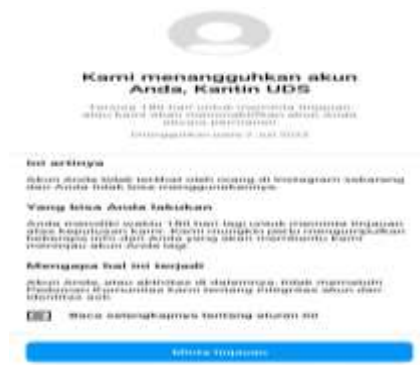 Kami menangguhkan akun
Anda, Kantin UDS
Tersisa 180 hari untuk meminta tinjauan
atau kami akan menonaktifkan akun Anda
secara permanen
Ditangguhkan pada 2 Jul 2023
Ini artinya
Akun Anda tidak terlihat oleh orang di Instagram sekarang
dan Anda tidak bisa menggunakannya.
Yang bisa Anda lakukan
Anda memiliki waktu 180 hari lagi untuk meminta tinjauan
atas keputusan kami. Kami mungkin perlu mengumpulkan
beberapa info dari Anda yang akan membantu kami
meninjau akun Anda lagi.
Mengapa hal ini terjadi
Akun Anda, atau aktivitas di dalamnya, tidak mematuhi
Pedoman Komunitas kami tentang integritas akun dan
identitas asli.
Baca selengkapnya tentang aturan ini
Minta tinjauan